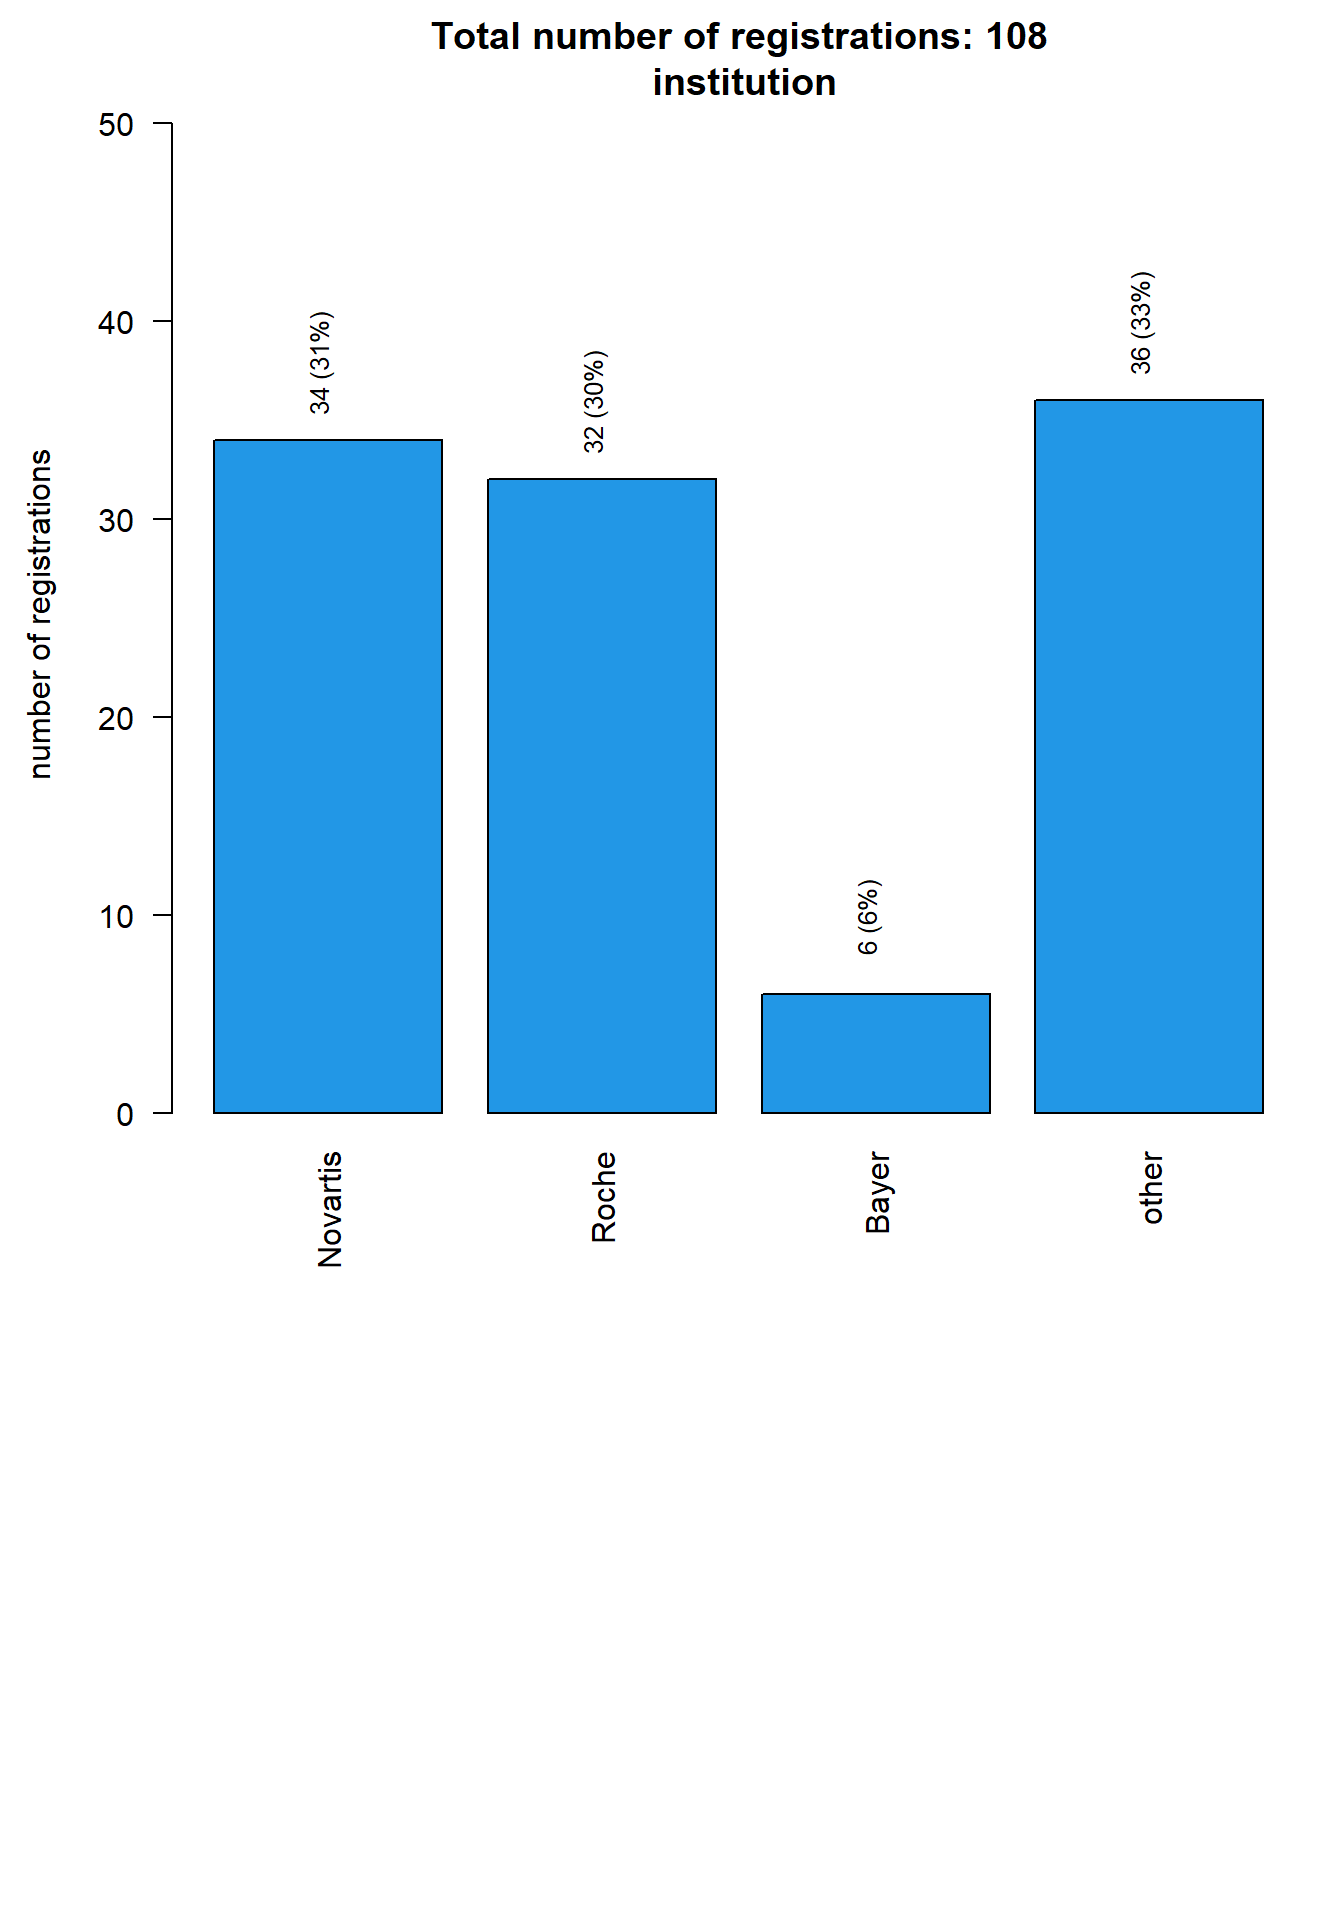 Total number of registrations: 108
institution
number of registrations
50
40
30
20
10
0
34 (31%)
32 (30%)
6 (6%)
36 (33%)
Novartis
Roche
Bayer
other